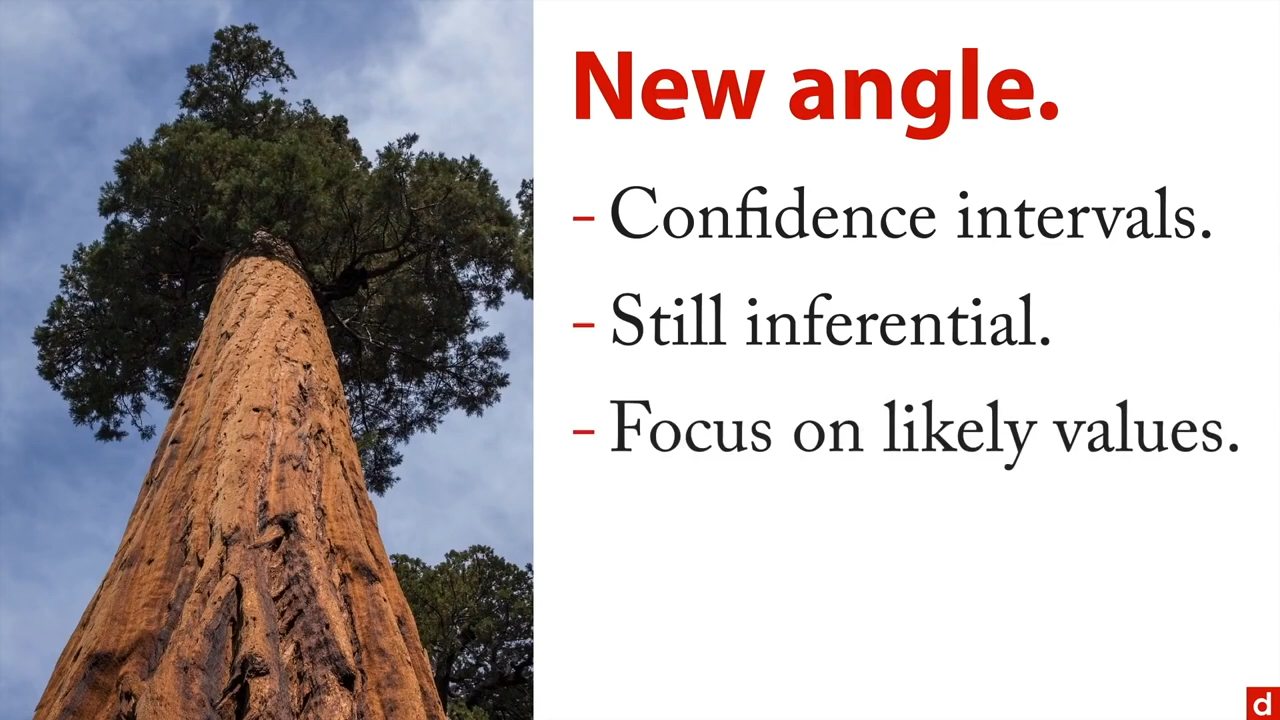 New angle.
- Confidence intervals.
- Still inferential.
- Focus on likely values.
d